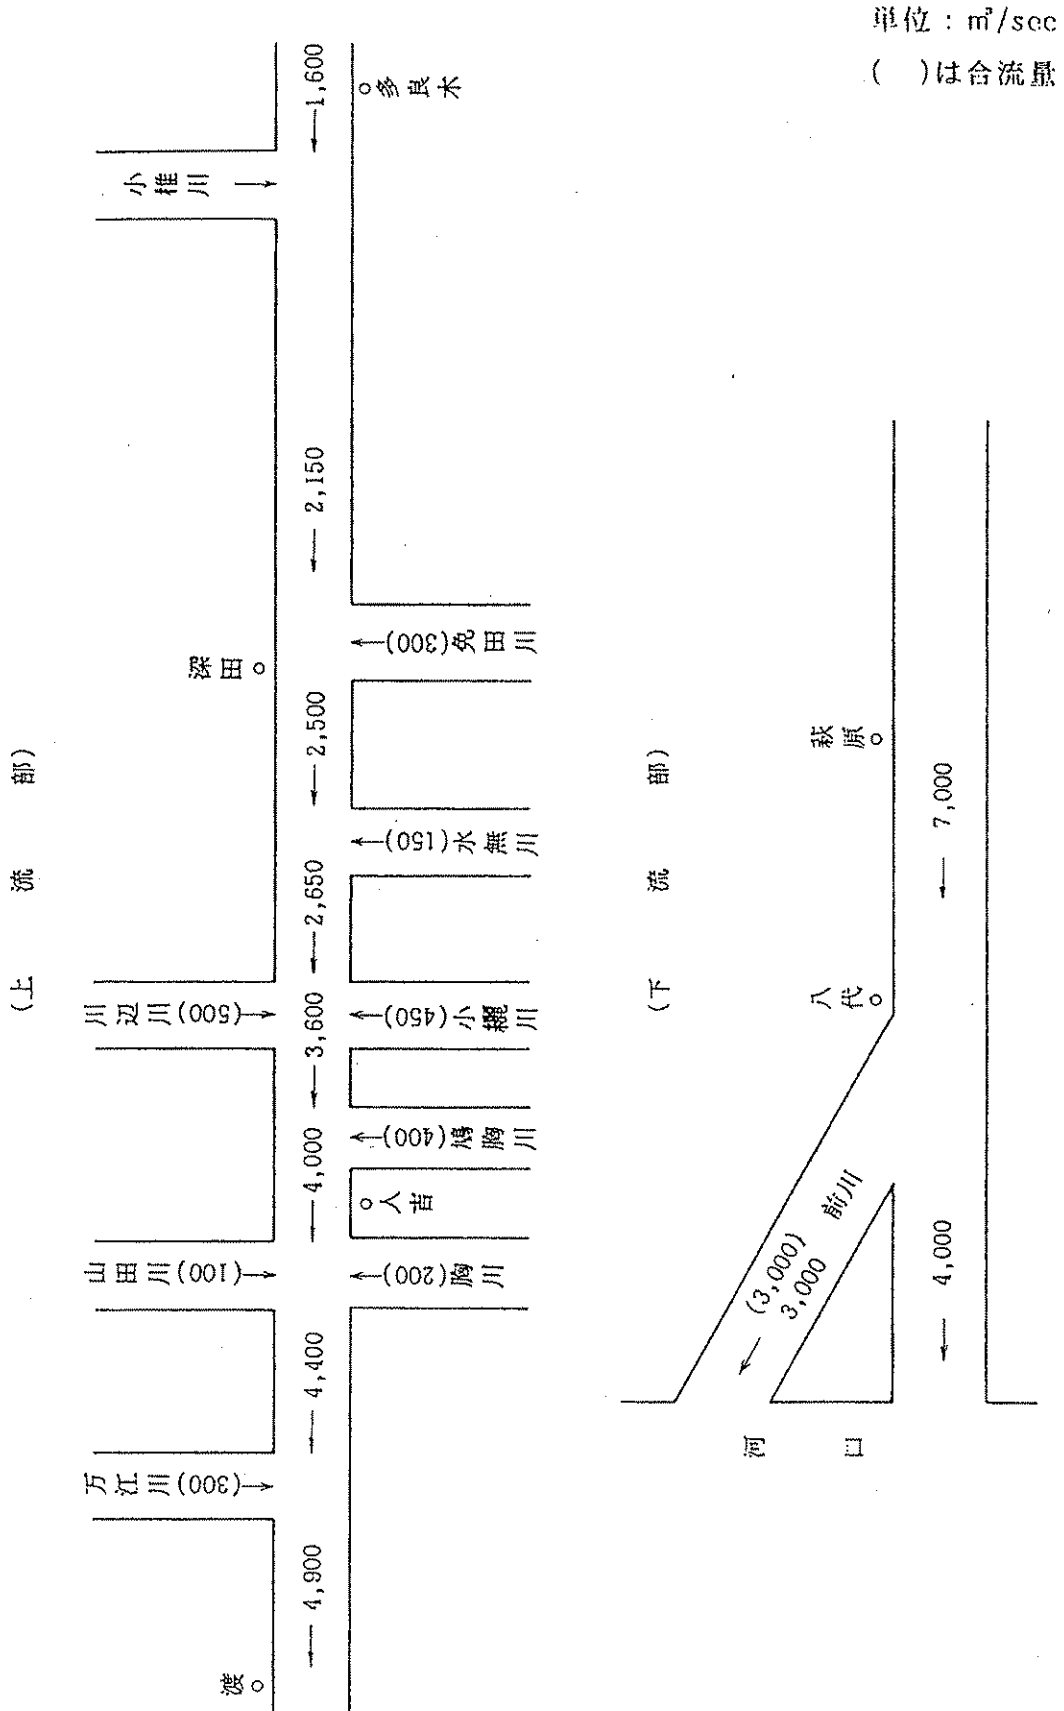 単位：m³/sec
( )は合流量
(上流部)
←1,600
○多良木
小椎川→
←2,150
←(300)免田川
深田○
←2,500
←(150)水無川
←2,650
川辺川(500)→
←(450)小纚川
←3,600
←(400)鳩胸川
←4,000
○人吉
山田川(100)→
←(200)胸川
←4,400
万江川(300)→
←4,900
渡○
(下流部)
萩原○
←7,000
八代○
前川
(3,000)
←3,000
←4,000
河口